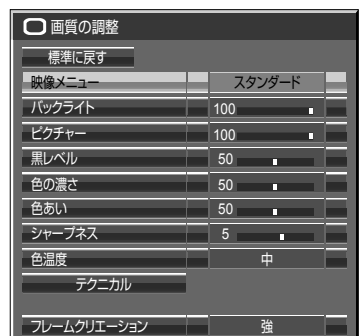 画質の調整
標準に戻す
映像メニュー スタンダード
バックライト 100
ピクチャー 100
黒レベル 50
色の濃さ 50
色あい 50
シャープネス 5
色温度 中
テクニカル
フレームクリエーション 強